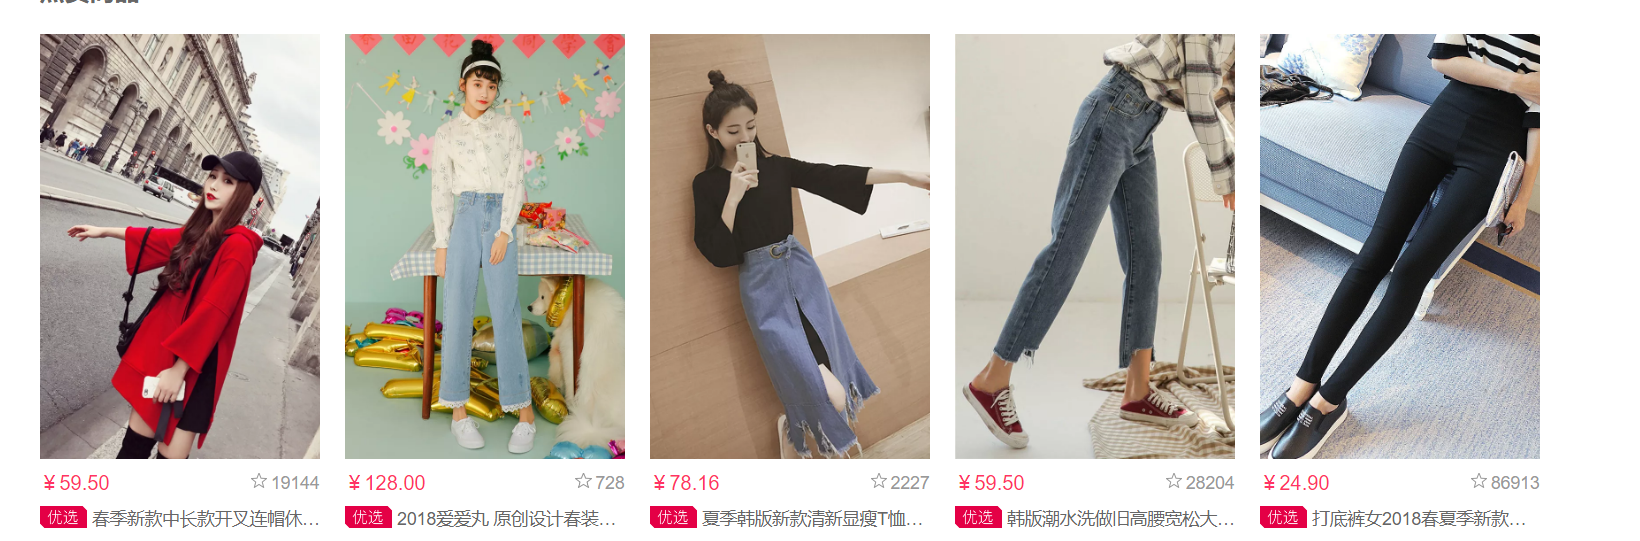 ¥ 59.50
19144
优选 春季新款中长款开叉连帽休...
¥ 128.00
728
优选 2018爱爱丸 原创设计春装...
¥ 78.16
2227
优选 夏季韩版新款清新显瘦T恤...
¥ 59.50
28204
优选 韩版潮水洗做旧高腰宽松大...
¥ 24.90
86913
优选 打底裤女2018春夏季新款...